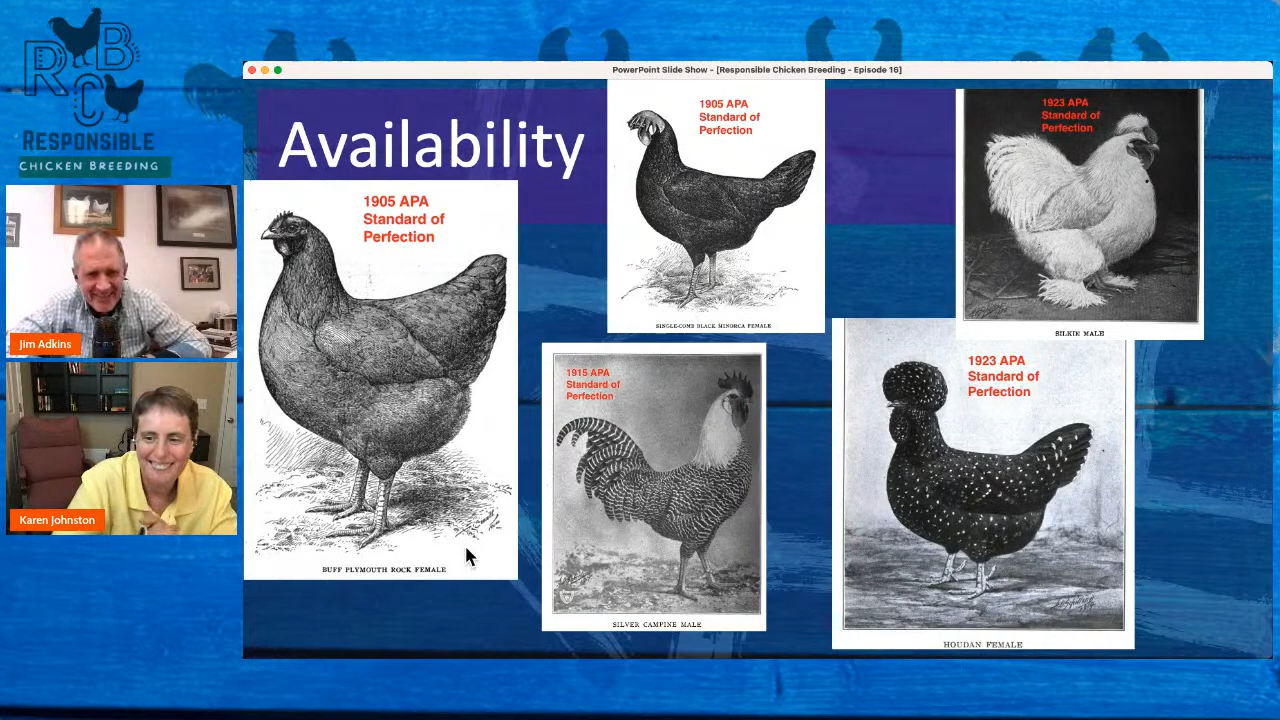 RBC
RESPONSIBLE
CHICKEN BREEDING
Jim Adkins
Karen Johnston
PowerPoint Slide Show - [Responsible Chicken Breeding - Episode 16]
Availability
1905 APA
Standard of
Perfection
BUFF PLYMOUTH ROCK FEMALE
1905 APA
Standard of
Perfection
SINGLE-COMB BLACK MINORCA FEMALE
1915 APA
Standard of
Perfection
SILVER CAMPINE MALE
1923 APA
Standard of
Perfection
SILKIE MALE
1923 APA
Standard of
Perfection
HOUDAN FEMALE